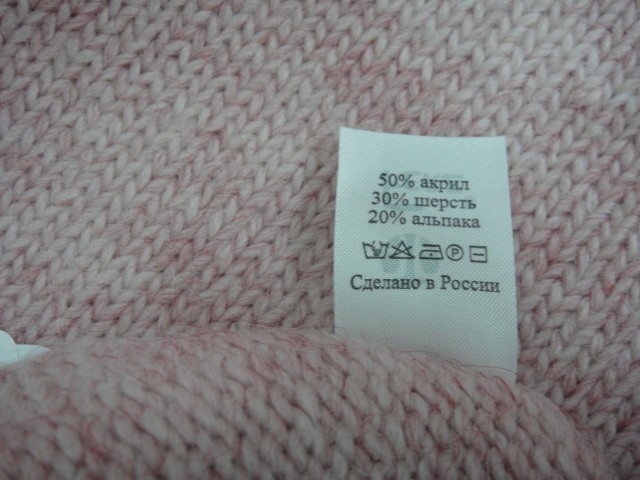 50% акрил
30% шерсть
20% альпака
Сделано в России